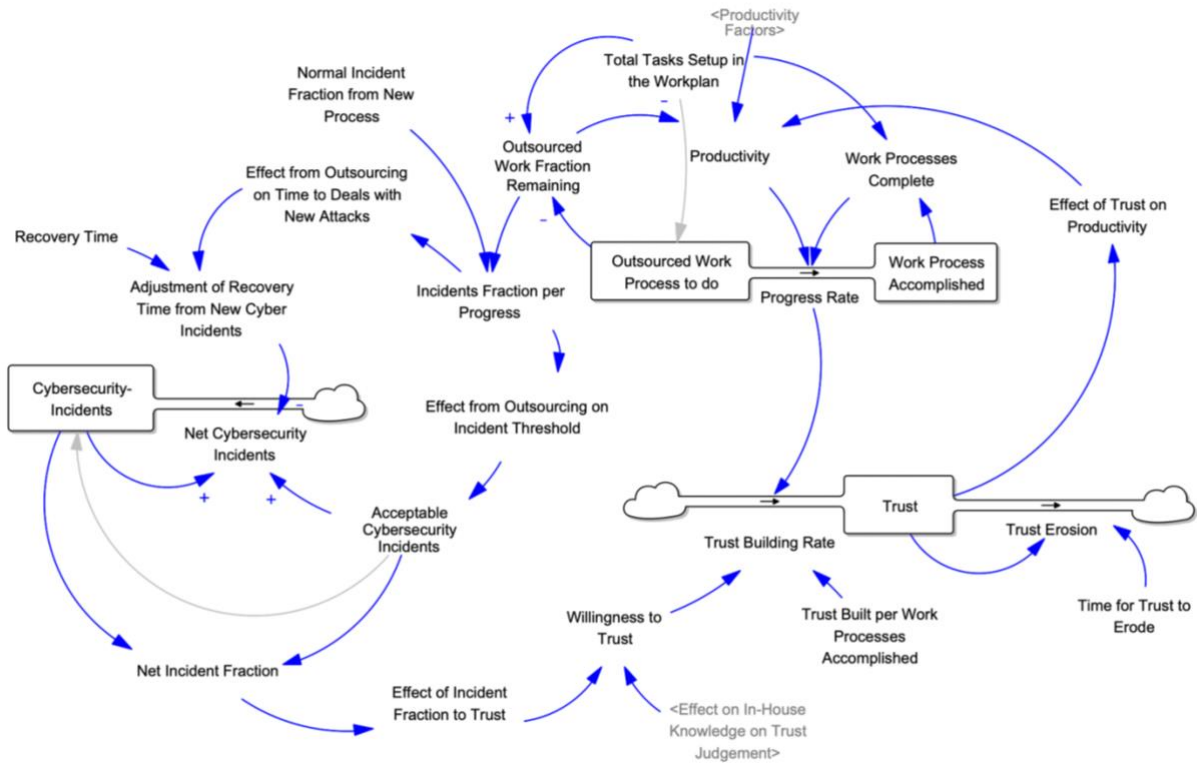 <Productivity
Factors>
Total Tasks Setup in
the Workplan
Normal Incident
Fraction from New
Process
-
+
Outsourced
Work Fraction
Remaining
Productivity
Work Processes
Complete
Effect from Outsourcing
on Time to Deals with
New Attacks
Effect of Trust on
Productivity
-
Recovery Time
Outsourced Work
Process to do
Work Process
Accomplished
Progress Rate
Adjustment of Recovery
Time from New Cyber
Incidents
Incidents Fraction per
Progress
Cybersecurity-
Incidents
-
Net Cybersecurity
Incidents
+
+
Effect from Outsourcing on
Incident Threshold
Acceptable
Cybersecurity
Incidents
Trust
Trust Building Rate
Trust Erosion
Time for Trust to
Erode
Willingness to
Trust
Trust Built per Work
Processes
Accomplished
Net Incident Fraction
Effect of Incident
Fraction to Trust
<Effect on In-House
Knowledge on Trust
Judgement>